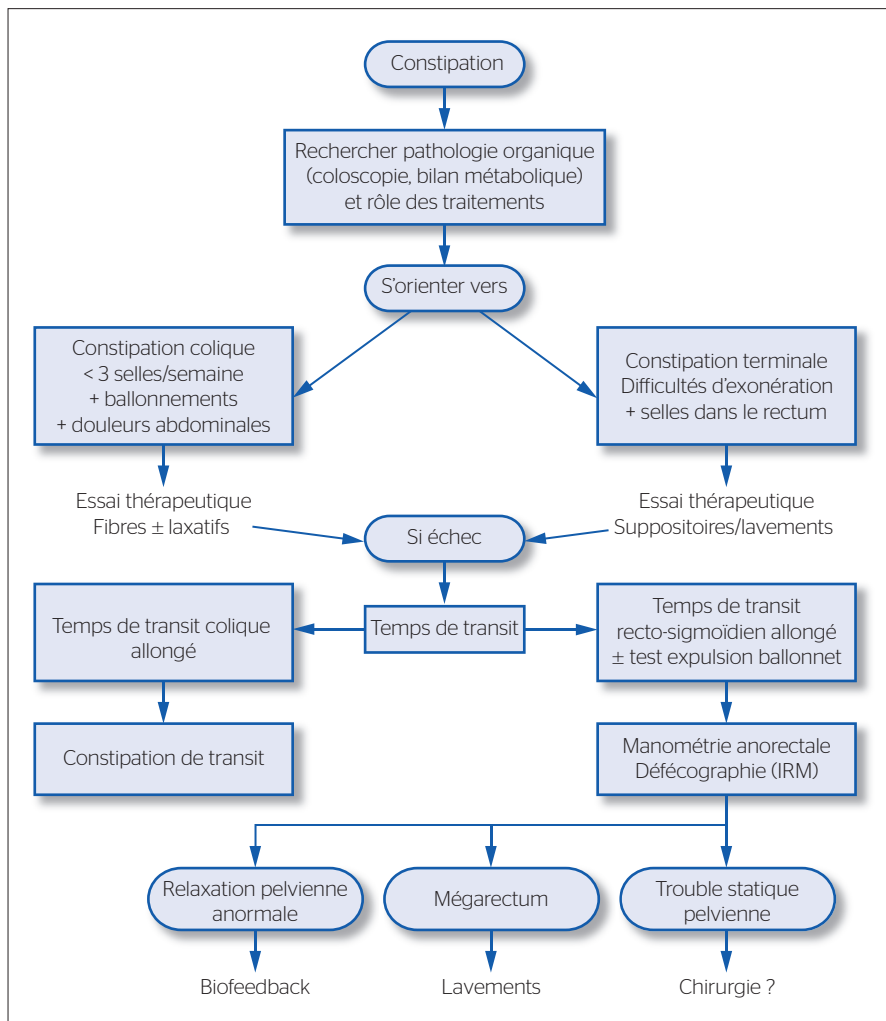 Constipation
Rechercher pathologie organique
(coloscopie, bilan métabolique)
et rôle des traitements
S'orienter vers
Constipation colique
< 3 selles/semaine
+ ballonnements
+ douleurs abdominales
Constipation terminale
Difficultés d'exonération
+ selles dans le rectum
Essai thérapeutique
Fibres ± laxatifs
Essai thérapeutique
Suppositoires/lavements
Si échec
Temps de transit colique
allongé
Temps de transit
Temps de transit
recto-sigmoïdien allongé
± test expulsion ballonnet
Constipation de transit
Manométrie anorectale
Défécographie (IRM)
Relaxation pelvienne
anormale
Mégarectum
Trouble statique
pelvienne
Biofeedback
Lavements
Chirurgie ?